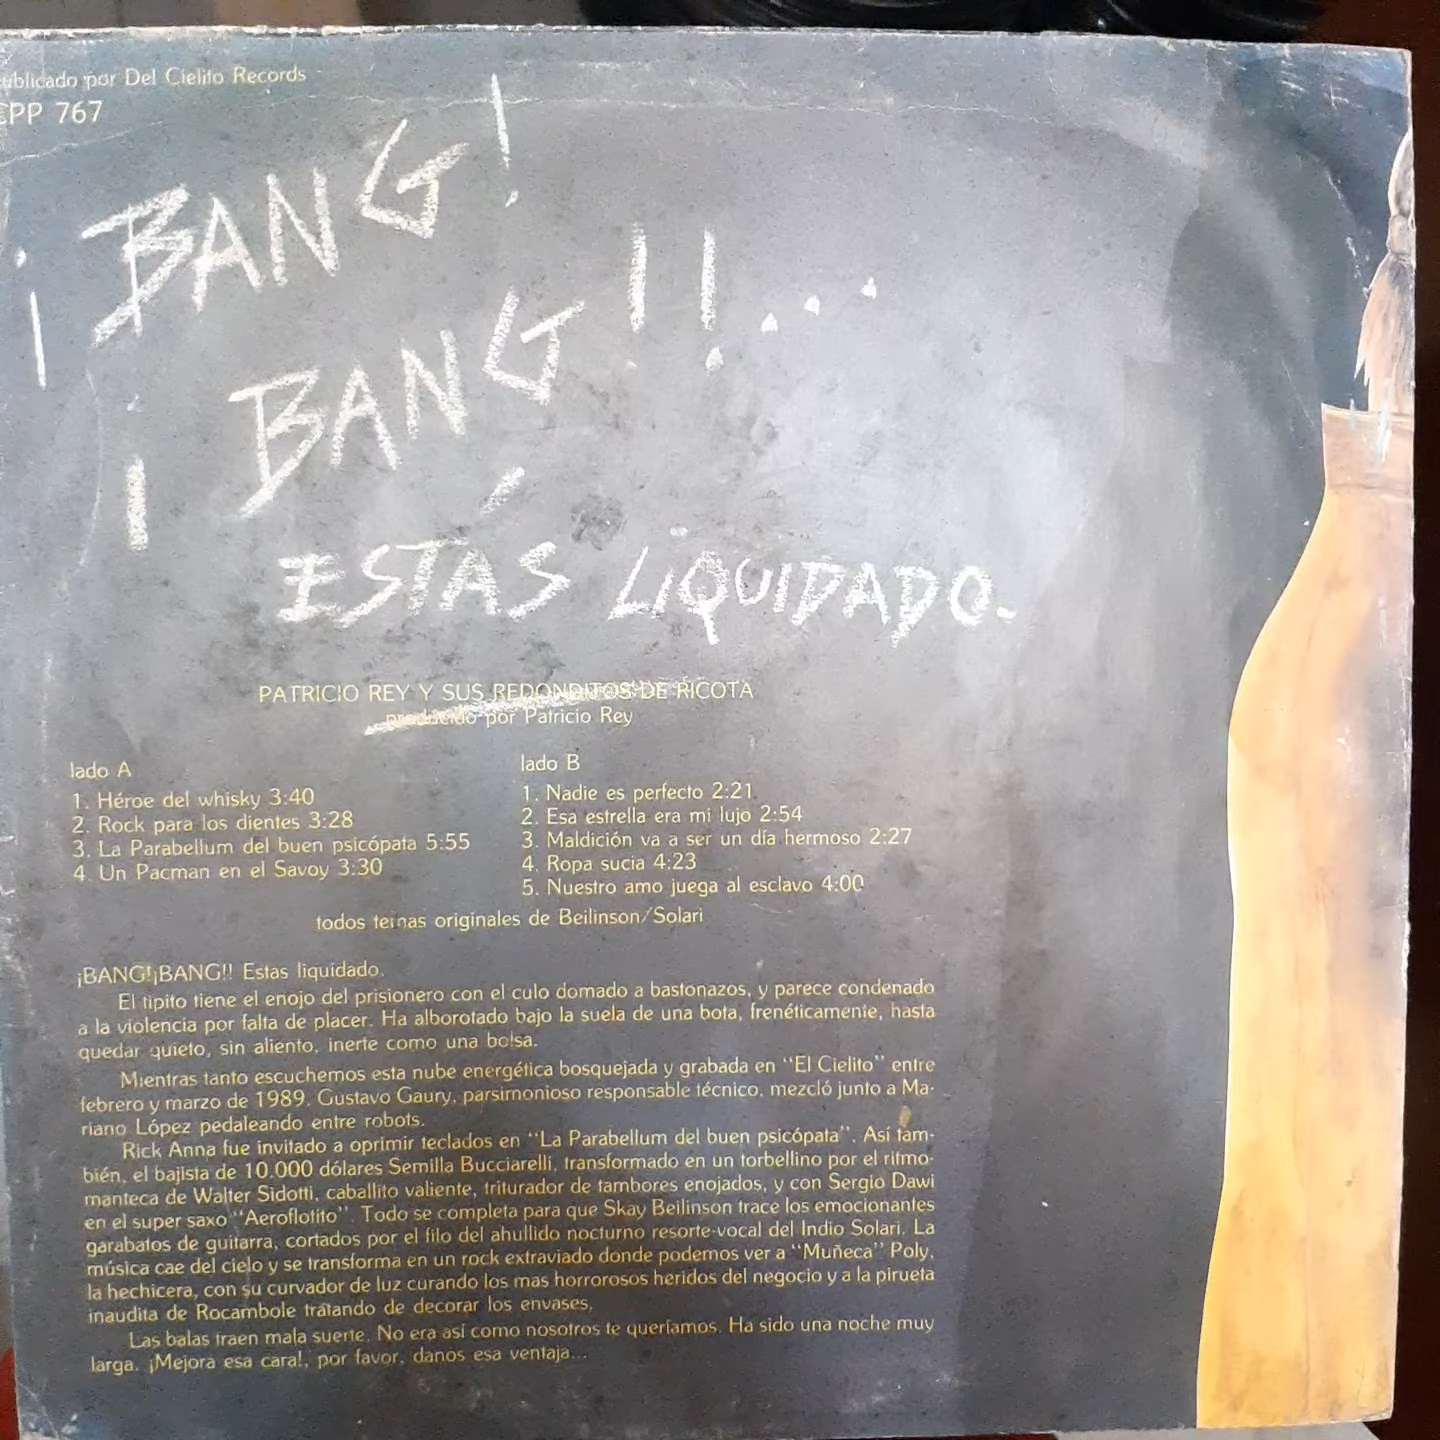 ublicado por Del Cielito Records
CPP 767
¡BANG!
¡BANG!!...
ESTÁS LiQUIDADO.
PATRICIO REY Y SUS REDONDITOS DE RICOTA
producido por Patricio Rey
lado A
1. Héroe del whisky 3:40
2. Rock para los dientes 3:28
3. La Parabellum del buen psicópata 5:55
4. Un Pacman en el Savoy 3:30
lado B
1. Nadie es perfecto 2:21
2. Esa estrella era mi lujo 2:54
3. Maldición va a ser un día hermoso 2:27
4. Ropa sucia 4:23
5. Nuestro amo juega al esclavo 4:00
todos temas originales de Beilinson/Solari
¡BANG!¡BANG!! Estas liquidado.
El tipito tiene el enojo del prisionero con el culo domado a bastonazos, y parece condenado
a la violencia por falta de placer. Ha alborotado bajo la suela de una bota, frenéticamente, hasta
quedar quieto, sin aliento, inerte como una bolsa.
Mientras tanto escuchemos esta nube energética bosquejada y grabada en "El Cielito" entre
febrero y marzo de 1989. Gustavo Gaury, parsimonioso responsable técnico, mezcló junto a Ma-
riano López pedaleando entre robots.
Rick Anna fue invitado a oprimir teclados en "La Parabellum del buen psicópata". Así tam-
bién, el bajista de 10.000 dólares Semilla Bucciarelli, transformado en un torbellino por el ritmo-
manteca de Walter Sidotti, caballito valiente, triturador de tambores enojados, y con Sergio Dawi
en el super saxo "Aeroflotito". Todo se completa para que Skay Beilinson trace los emocionantes
garabatos de guitarra, cortados por el filo del ahullido nocturno resorte-vocal del Indio Solari. La
música cae del cielo y se transforma en un rock extraviado donde podemos ver a "Muñeca" Poly,
la hechicera, con su curvador de luz curando los mas horrorosos heridos del negocio y a la pirueta
inaudita de Rocambole tratando de decorar los envases.
Las balas traen mala suerte. No era así como nosotros te queríamos. Ha sido una noche muy
larga. ¡Mejora esa cara!, por favor, danos esa ventaja...